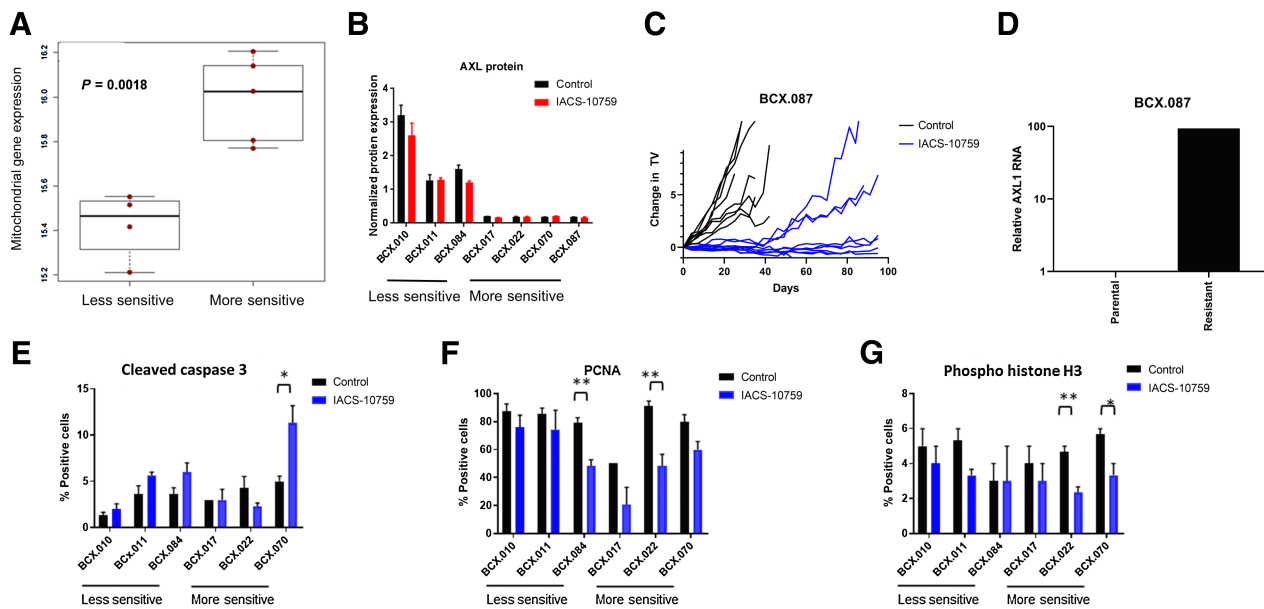 A
Mitochondrial gene expression
16.2
16.0
15.8
15.6
15.4
15.2
P = 0.0018
Less sensitive
More sensitive
B
AXL protein
Control
IACS-10759
Normalized protien expression
4
3
2
1
0
BCX.010
BCX.011
BCX.084
BCX.017
BCX.022
BCX.070
BCX.087
Less sensitive
More sensitive
C
BCX.087
Control
IACS-10759
Change in TV
5
0
0
20
40
60
80
100
Days
D
BCX.087
Relative AXL1 RNA
100
10
1
Parental
Resistant
E
Cleaved caspase 3
Control
IACS-10759
% Positive cells
15
10
5
0
*
BCX.010
BCx.011
BCX.084
BCX.017
BCX.022
BCX.070
Less sensitive
More sensitive
F
PCNA
Control
IACS-10759
% Positive cells
100
80
60
40
20
0
**
**
BCX.010
BCX.011
BCX.084
BCX.017
BCX.022
BCX.070
Less sensitive
More sensitive
G
Phospho histone H3
Control
IACS-10759
% Positive cells
8
6
4
2
0
**
*
BCX.010
BCX.011
BCX.084
BCX.017
BCX.022
BCX.070
Less sensitive
More sensitive